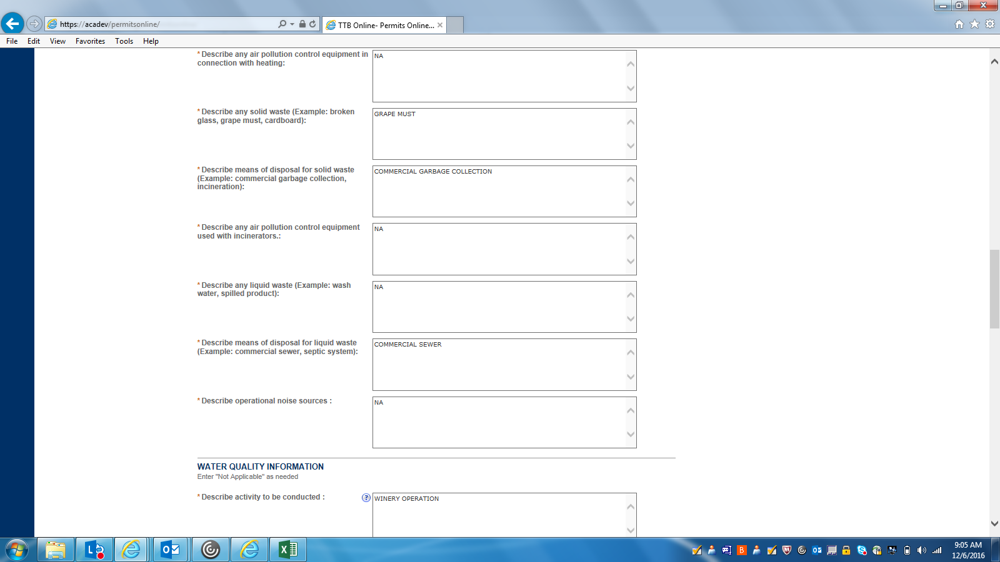 https://acadev/permitsonline/
TTB Online- Permits Online...
File Edit View Favorites Tools Help
* Describe any air pollution control equipment in
connection with heating:
NA
* Describe any solid waste (Example: broken
glass, grape must, cardboard):
GRAPE MUST
* Describe means of disposal for solid waste
(Example: commercial garbage collection,
incineration):
COMMERCIAL GARBAGE COLLECTION
* Describe any air pollution control equipment
used with incinerators.:
NA
* Describe any liquid waste (Example: wash
water, spilled product):
NA
* Describe means of disposal for liquid waste
(Example: commercial sewer, septic system):
COMMERCIAL SEWER
* Describe operational noise sources :
NA
WATER QUALITY INFORMATION
Enter "Not Applicable" as needed
* Describe activity to be conducted :
?
WINERY OPERATION
9:05 AM
12/6/2016